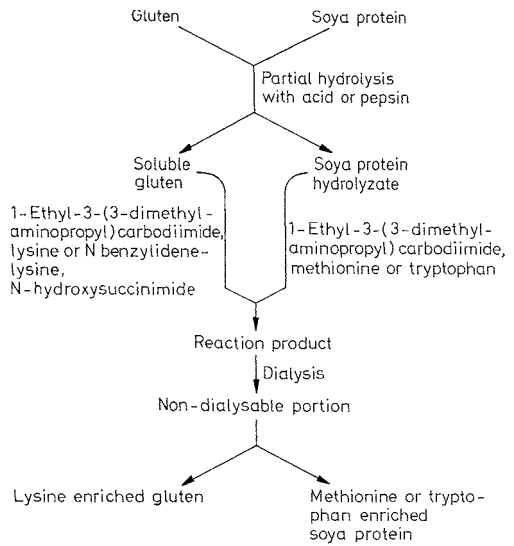 Gluten
Soya protein
Partial hydrolysis
with acid or pepsin
Soluble
gluten
Soya protein
hydrolyzate
1-Ethyl-3-(3-dimethyl-
aminopropyl) carbodiimide,
lysine or N benzylidene-
lysine,
N-hydroxysuccinimide
1-Ethyl-3-(3-dimethyl-
aminopropyl) carbodiimide,
methionine or tryptophan
Reaction product
Dialysis
Non-dialysable portion
Lysine enriched gluten
Methionine or trypto-
phan enriched
soya protein